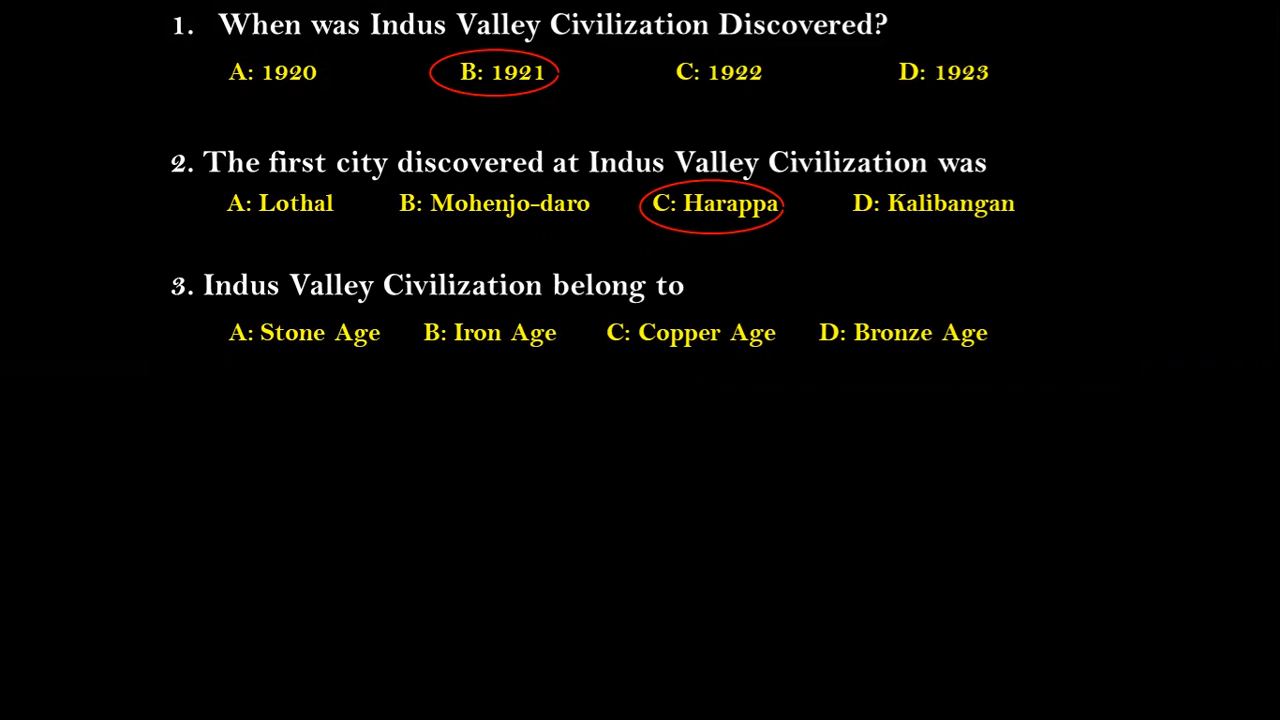 1. When was Indus Valley Civilization Discovered?
A: 1920 B: 1921 C: 1922 D: 1923
2. The first city discovered at Indus Valley Civilization was
A: Lothal B: Mohenjo-daro C: Harappa D: Kalibangan
3. Indus Valley Civilization belong to
A: Stone Age B: Iron Age C: Copper Age D: Bronze Age